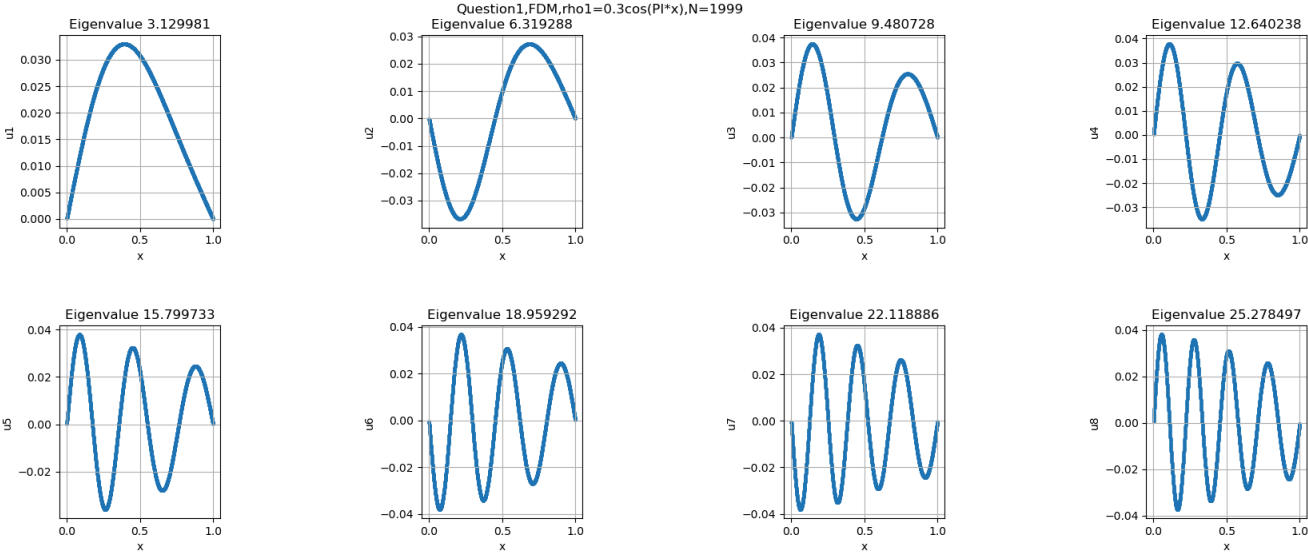 Question1,FDM,rho1=0.3cos(PI*x),N=1999
Eigenvalue 3.129981
0.030
0.025
0.020
0.015
0.010
0.005
0.000
u1
0.0 0.5 1.0
x
Eigenvalue 6.319288
0.03
0.02
0.01
0.00
−0.01
−0.02
−0.03
u2
0.0 0.5 1.0
x
Eigenvalue 9.480728
0.04
0.03
0.02
0.01
0.00
−0.01
−0.02
−0.03
u3
0.0 0.5 1.0
x
Eigenvalue 12.640238
0.04
0.03
0.02
0.01
0.00
−0.01
−0.02
−0.03
u4
0.0 0.5 1.0
x
Eigenvalue 15.799733
0.04
0.02
0.00
−0.02
u5
0.0 0.5 1.0
x
Eigenvalue 18.959292
0.04
0.02
0.00
−0.02
−0.04
u6
0.0 0.5 1.0
x
Eigenvalue 22.118886
0.04
0.02
0.00
−0.02
−0.04
u7
0.0 0.5 1.0
x
Eigenvalue 25.278497
0.04
0.02
0.00
−0.02
−0.04
u8
0.0 0.5 1.0
x